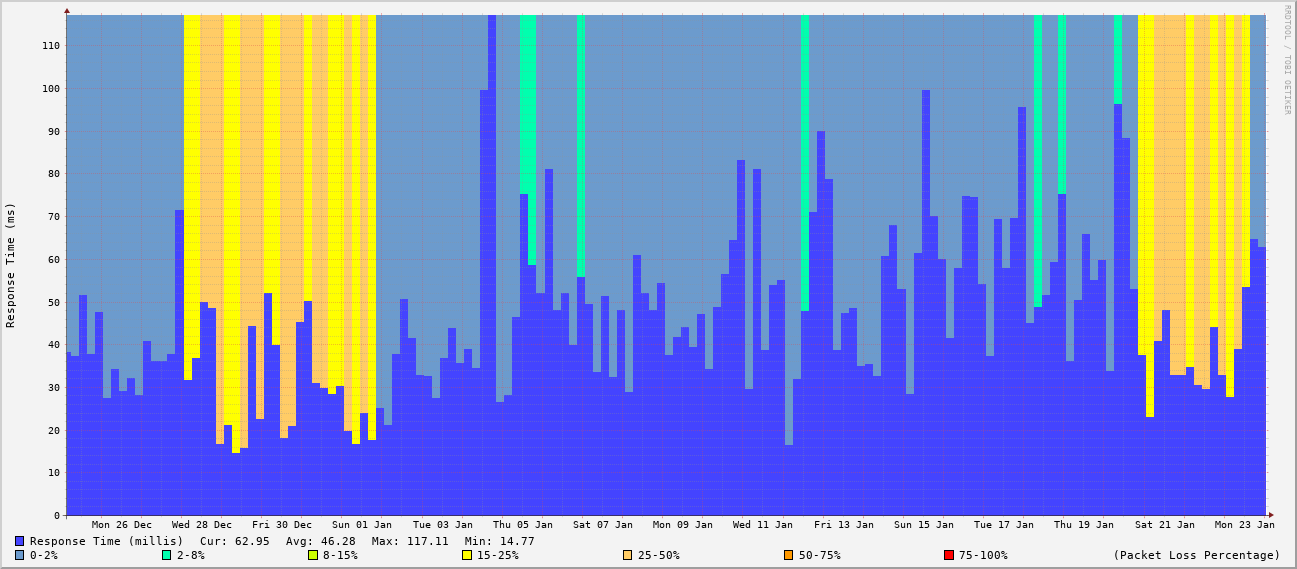 RRDTOOL / TOBI OETIKER
Response Time (ms)
110
100
90
80
70
60
50
40
30
20
10
0
Mon 26 Dec Wed 28 Dec Fri 30 Dec Sun 01 Jan Tue 03 Jan Thu 05 Jan Sat 07 Jan Mon 09 Jan Wed 11 Jan Fri 13 Jan Sun 15 Jan Tue 17 Jan Thu 19 Jan Sat 21 Jan Mon 23 Jan
Response Time (millis) Cur: 62.95 Avg: 46.28 Max: 117.11 Min: 14.77
0-2% 2-8% 8-15% 15-25% 25-50% 50-75% 75-100% (Packet Loss Percentage)